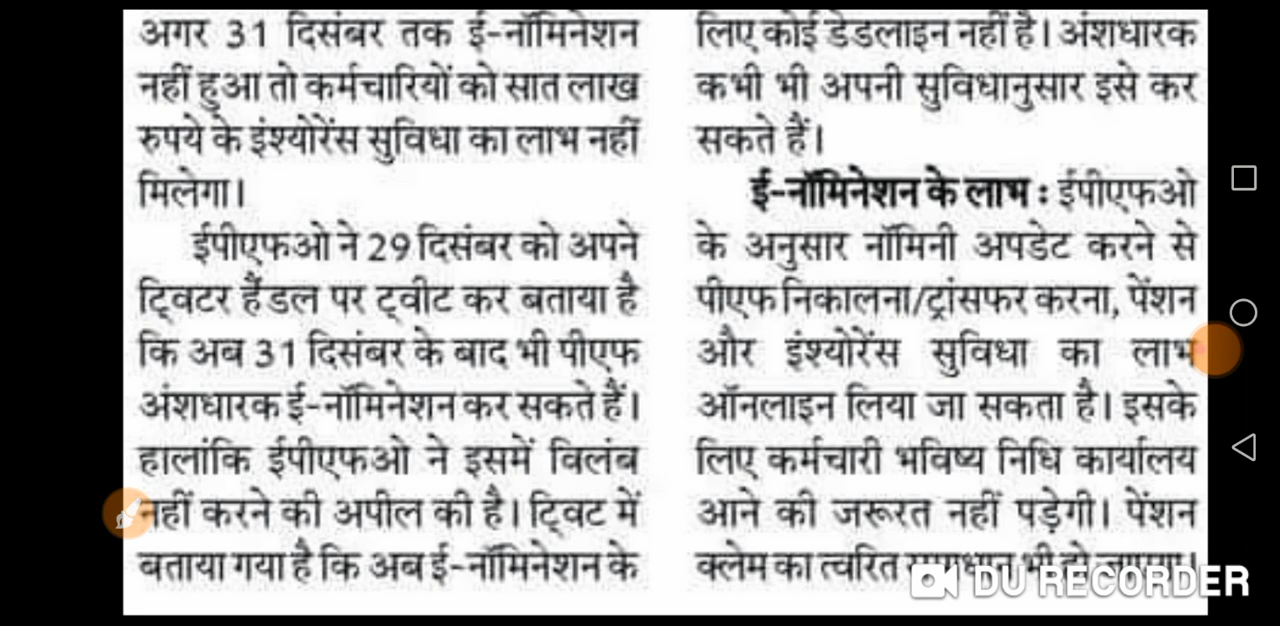 अगर 31 दिसंबर तक ई-नॉमिनेशन
नहीं हुआ तो कर्मचारियों को सात लाख
रुपये के इंश्योरेंस सुविधा का लाभ नहीं
मिलेगा।
ईपीएफओ ने 29 दिसंबर को अपने
ट्विटर हैंडल पर ट्वीट कर बताया है
कि अब 31 दिसंबर के बाद भी पीएफ
अंशधारक ई-नॉमिनेशन कर सकते हैं।
हालांकि ईपीएफओ ने इसमें विलंब
नहीं करने की अपील की है। ट्विट में
बताया गया है कि अब ई-नॉमिनेशन के
लिए कोई डेडलाइन नहीं है। अंशधारक
कभी भी अपनी सुविधानुसार इसे कर
सकते हैं।
ई-नॉमिनेशन के लाभ : ईपीएफओ
के अनुसार नॉमिनी अपडेट करने से
पीएफ निकालना/ट्रांसफर करना, पेंशन
और इंश्योरेंस सुविधा का लाभ
ऑनलाइन लिया जा सकता है। इसके
लिए कर्मचारी भविष्य निधि कार्यालय
आने की जरूरत नहीं पड़ेगी। पेंशन
क्लेम का त्वरित भी
DU RECORDER